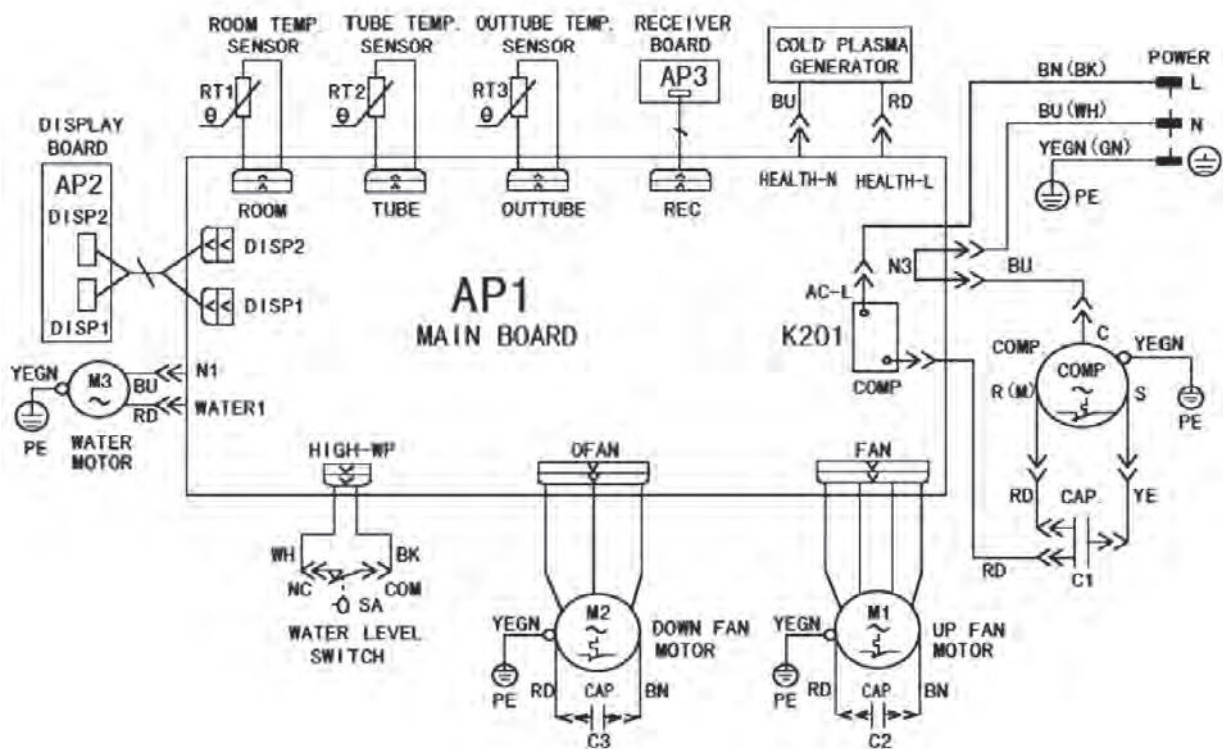 ROOM TEMP. SENSOR
TUBE TEMP. SENSOR
OUTTUBE TEMP. SENSOR
RECEIVER BOARD
AP3
COLD PLASMA GENERATOR
POWER
BN(BK)
L
BU(WH)
N
YEGN(GN)
PE
RT1
θ
RT2
θ
RT3
θ
BU
RD
HEALTH-N
HEALTH-L
DISPLAY BOARD
AP2
DISP2
DISP1
ROOM
TUBE
OUTTUBE
REC
DISP2
DISP1
AP1
MAIN BOARD
N3
BU
AC-L
K201
COMP
COMP.
C
YEGN
COMP
R(M)
S
PE
YEGN
M3
BU
RD
N1
WATER1
PE
WATER MOTOR
HIGH-WP
OFAN
FAN
RD
CAP.
YE
RD
C1
WH
BK
NC
COM
SA
WATER LEVEL SWITCH
YEGN
M2
DOWN FAN MOTOR
PE
RD
CAP.
BN
C3
YEGN
M1
UP FAN MOTOR
PE
RD
CAP.
BN
C2